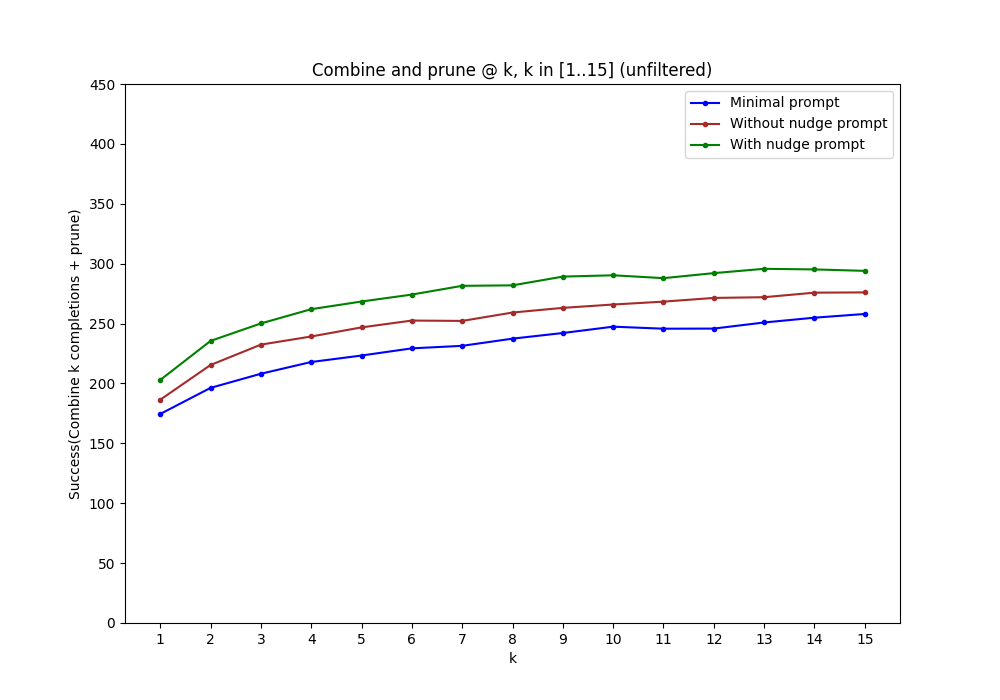 Combine and prune @ k, k in [1..15] (unfiltered)
Success(Combine k completions + prune)
450
400
350
300
250
200
150
100
50
0
Minimal prompt
Without nudge prompt
With nudge prompt
1 2 3 4 5 6 7 8 9 10 11 12 13 14 15
k